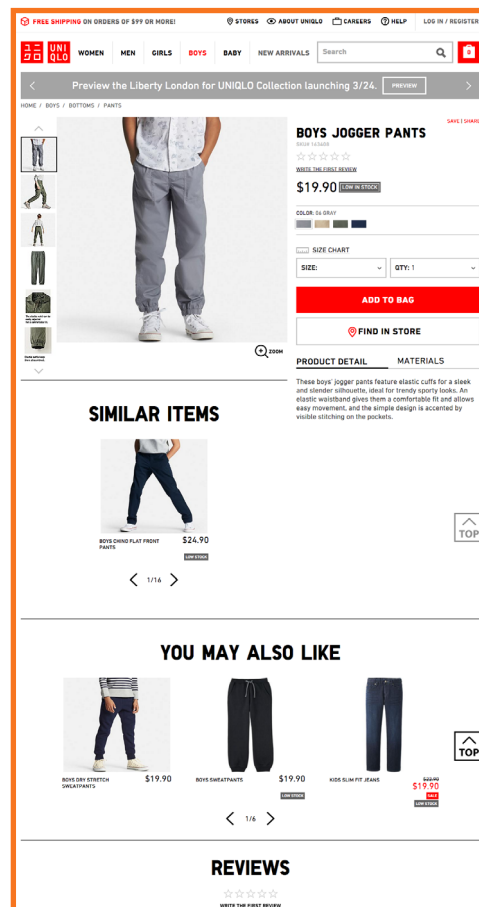 FREE SHIPPING ON ORDERS OF $99 OR MORE!
STORES
ABOUT UNIQLO
CAREERS
HELP
LOG IN / REGISTER
ユニ
クロ
UNI
QLO
WOMEN
MEN
GIRLS
BOYS
BABY
NEW ARRIVALS
Search
0
Preview the Liberty London for UNIQLO Collection launching 3/24.
PREVIEW
HOME / BOYS / BOTTOMS / PANTS
SAVE | SHARE
BOYS JOGGER PANTS
WRITE THE FIRST REVIEW
$19.90
LOW IN STOCK
COLOR: 06 GRAY
SIZE CHART
SIZE:
QTY: 1
ADD TO BAG
FIND IN STORE
ZOOM
PRODUCT DETAIL
MATERIALS
These boys' jogger pants feature elastic cuffs for a sleek
and slender silhouette, ideal for trendy sporty looks. An
elastic waistband gives them a comfortable fit and allows
easy movement, and the simple design is accented by
visible stitching on the pockets.
SIMILAR ITEMS
BOYS CHINO FLAT FRONT
PANTS
$24.90
LOW STOCK
1/16
TOP
YOU MAY ALSO LIKE
BOYS DRY STRETCH
SWEATPANTS
$19.90
BOYS SWEATPANTS
$19.90
LOW STOCK
KIDS SLIM FIT JEANS
$19.90
SALE
LOW STOCK
TOP
1/6
REVIEWS
WRITE THE FIRST REVIEW